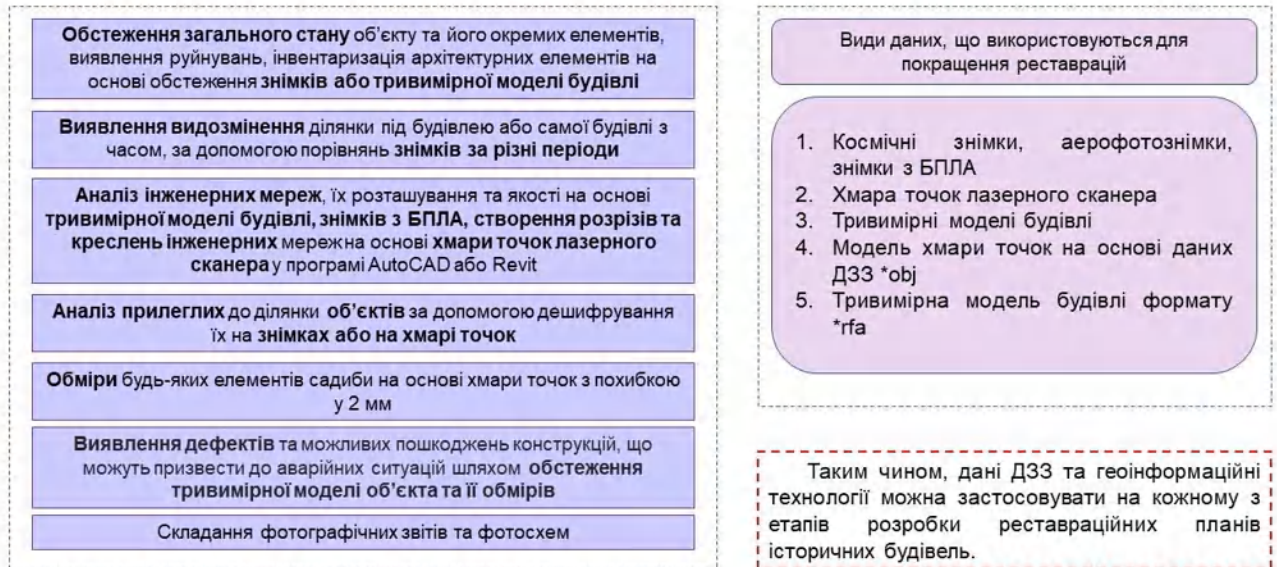 Обстеження загального стану об'єкту та його окремих елементів,
виявлення руйнувань, інвентаризація архітектурних елементів на
основі обстеження знімків або тривимірної моделі будівлі
Виявлення видозмінення ділянки під будівлею або самої будівлі з
часом, за допомогою порівнянь знімків за різні періоди
Аналіз інженерних мереж, їх розташування та якості на основі
тривимірної моделі будівлі, знімків з БПЛА, створення розрізів та
креслень інженерних мережна основі хмари точок лазерного
сканера у програмі AutoCAD або Revit
Аналіз прилеглих до ділянки об'єктів за допомогою дешифрування
їх на знімках або на хмарі точок
Обміри будь-яких елементів садиби на основі хмари точок з похибкою
у 2 мм
Виявлення дефектів та можливих пошкоджень конструкцій, що
можуть призвести до аварійних ситуацій шляхом обстеження
тривимірної моделі об'єкта та її обмірів
Складання фотографічних звітів та фотосхем
Види даних, що використовуються для
покращення реставрацій
1. Космічні знімки, аерофотознімки,
знімки з БПЛА
2. Хмара точок лазерного сканера
3. Тривимірні моделі будівлі
4. Модель хмари точок на основі даних
ДЗЗ *obj
5. Тривимірна модель будівлі формату
*rfa
Таким чином, дані ДЗЗ та геоінформаційні
технології можна застосовувати на кожному з
етапів розробки реставраційних планів
історичних будівель.